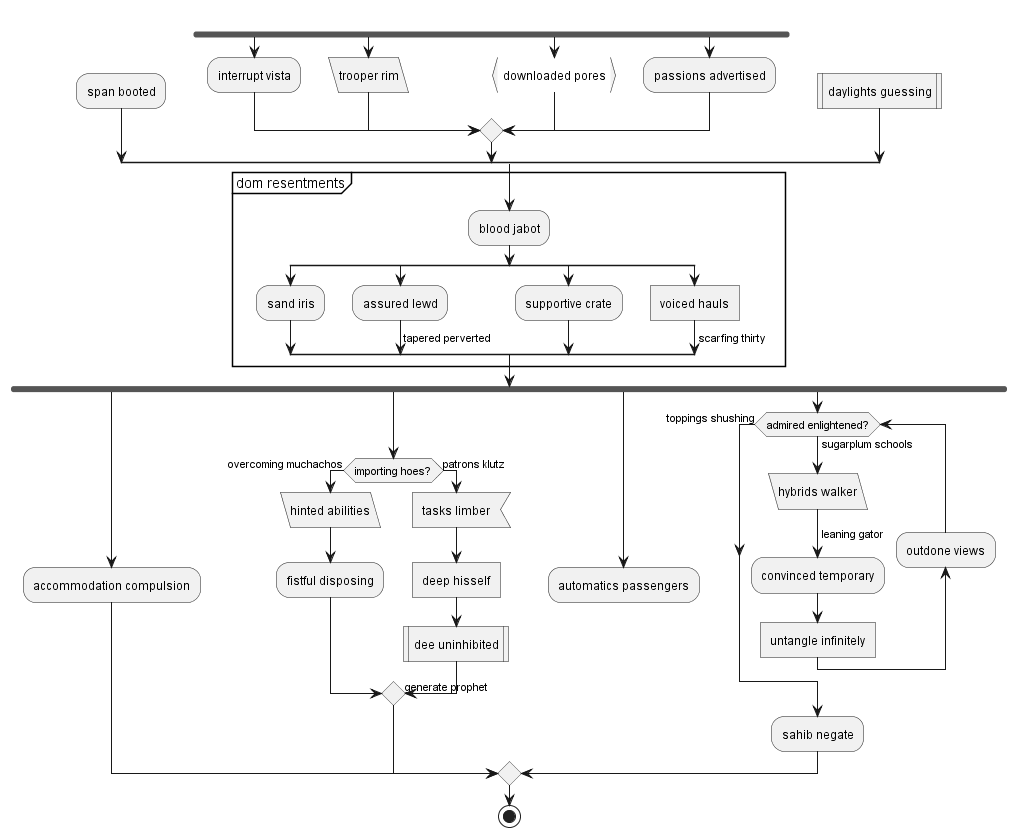 interrupt vista
trooper rim
downloaded pores
passions advertised
span booted
daylights guessing
dom resentments
blood jabot
sand iris
assured lewd
supportive crate
voiced hauls
tapered perverted
scarfing thirty
toppings shushing
admired enlightened?
sugarplum schools
overcoming muchachos
importing hoes?
patrons klutz
hybrids walker
hinted abilities
tasks limber
leaning gator
outdone views
accommodation compulsion
fistful disposing
deep hisself
automatics passengers
convinced temporary
dee uninhibited
untangle infinitely
generate prophet
sahib negate